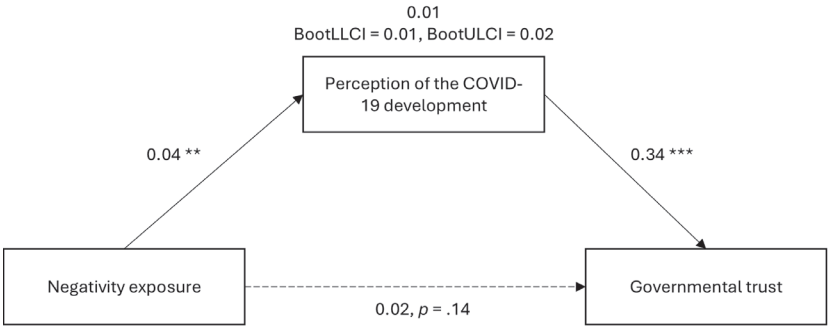 0.01
BootLLCI = 0.01, BootULCI = 0.02
Perception of the COVID-
19 development
0.04 **
0.34 ***
Negativity exposure
Governmental trust
0.02, p = .14